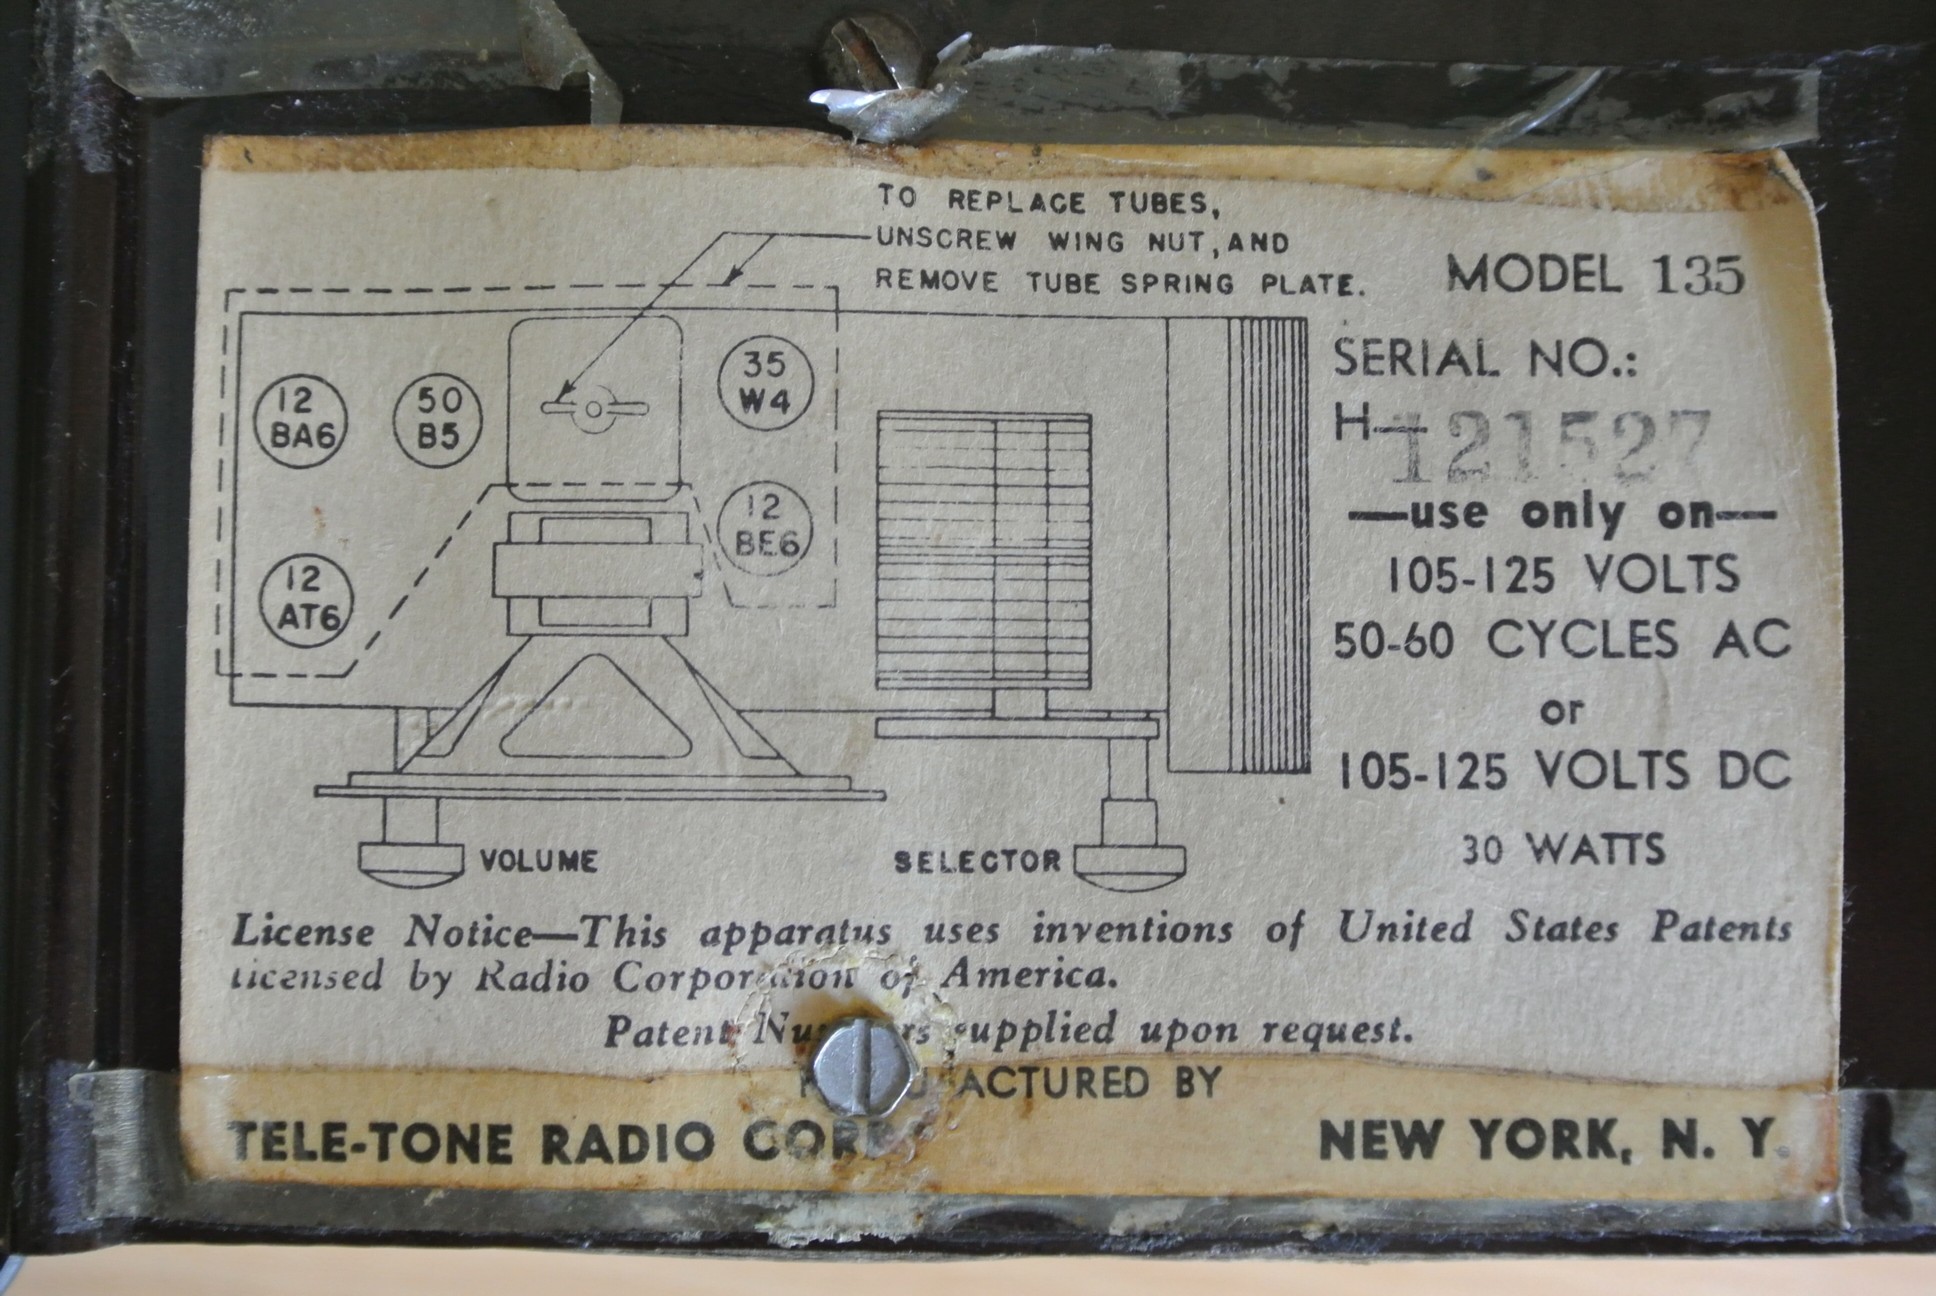 TO REPLACE TUBES,
UNSCREW WING NUT, AND
REMOVE TUBE SPRING PLATE.
MODEL 135
SERIAL NO.:
H-121527
—use only on—
105-125 VOLTS
50-60 CYCLES AC
or
105-125 VOLTS DC
30 WATTS
12
BA6
50
B5
35
W4
12
BE6
12
AT6
VOLUME
SELECTOR
License Notice—This apparatus uses inventions of United States Patents
licensed by Radio Corporation of America.
Patent supplied upon request.
BY
TELE-TONE RADIO CORP
NEW YORK, N. Y.